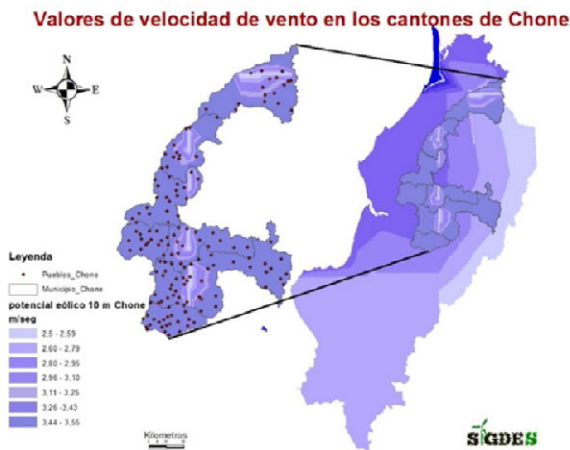 Valores de velocidad de vento en los cantones de Chone
N
W E
S
Leyenda
Pueblos_Chone
Municipio_Chone
potencial eólico 10 m Chone
m/seg
2.5 - 2.59
2.60 - 2.79
2.80 - 2.95
2.96 - 3,10
3,11 - 3.25
3,26 -3,43
3,44 - 3,55
Kilometros
SIGDES